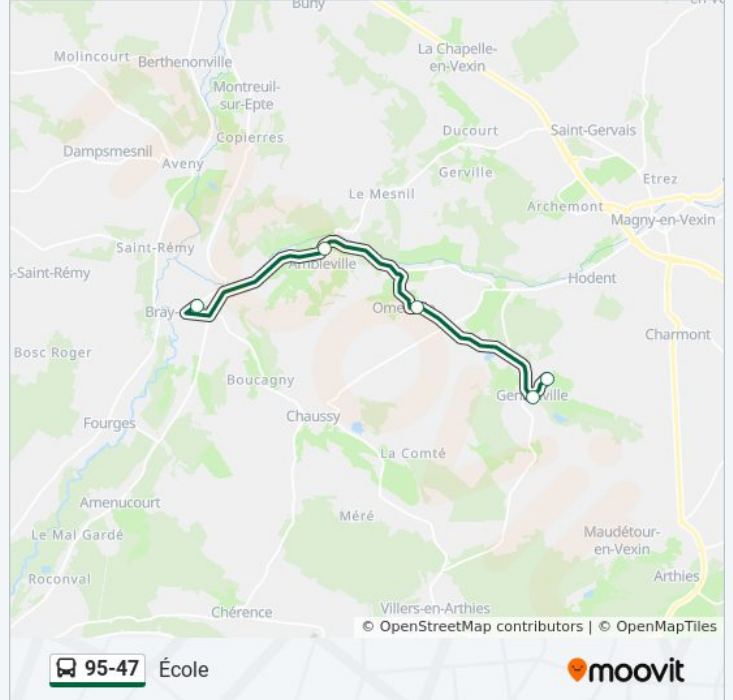 Buhy
La Chapelle-
en-Vexin
Molincourt
Berthenonville
Montreuil-
sur-Epte
Copierres
Ducourt
Saint-Gervais
Dampsmesnil
Aveny
Gerville
Etrez
Le Mesnil
Archemont
Magny-en-Vexin
Saint-Rémy
Ambleville
s-Saint-Rémy
Hodent
Bray-
Ome
Charmont
Bosc Roger
Boucagny
Gen ville
Chaussy
Fourges
La Comté
Amenucourt
Méré
Le Mal Gardé
Maudétour-
en-Vexin
Roconval
Arthies
Chérence
Villers-en-Arthies
© OpenStreetMap contributors | © OpenMapTiles
95-47 École
moovit